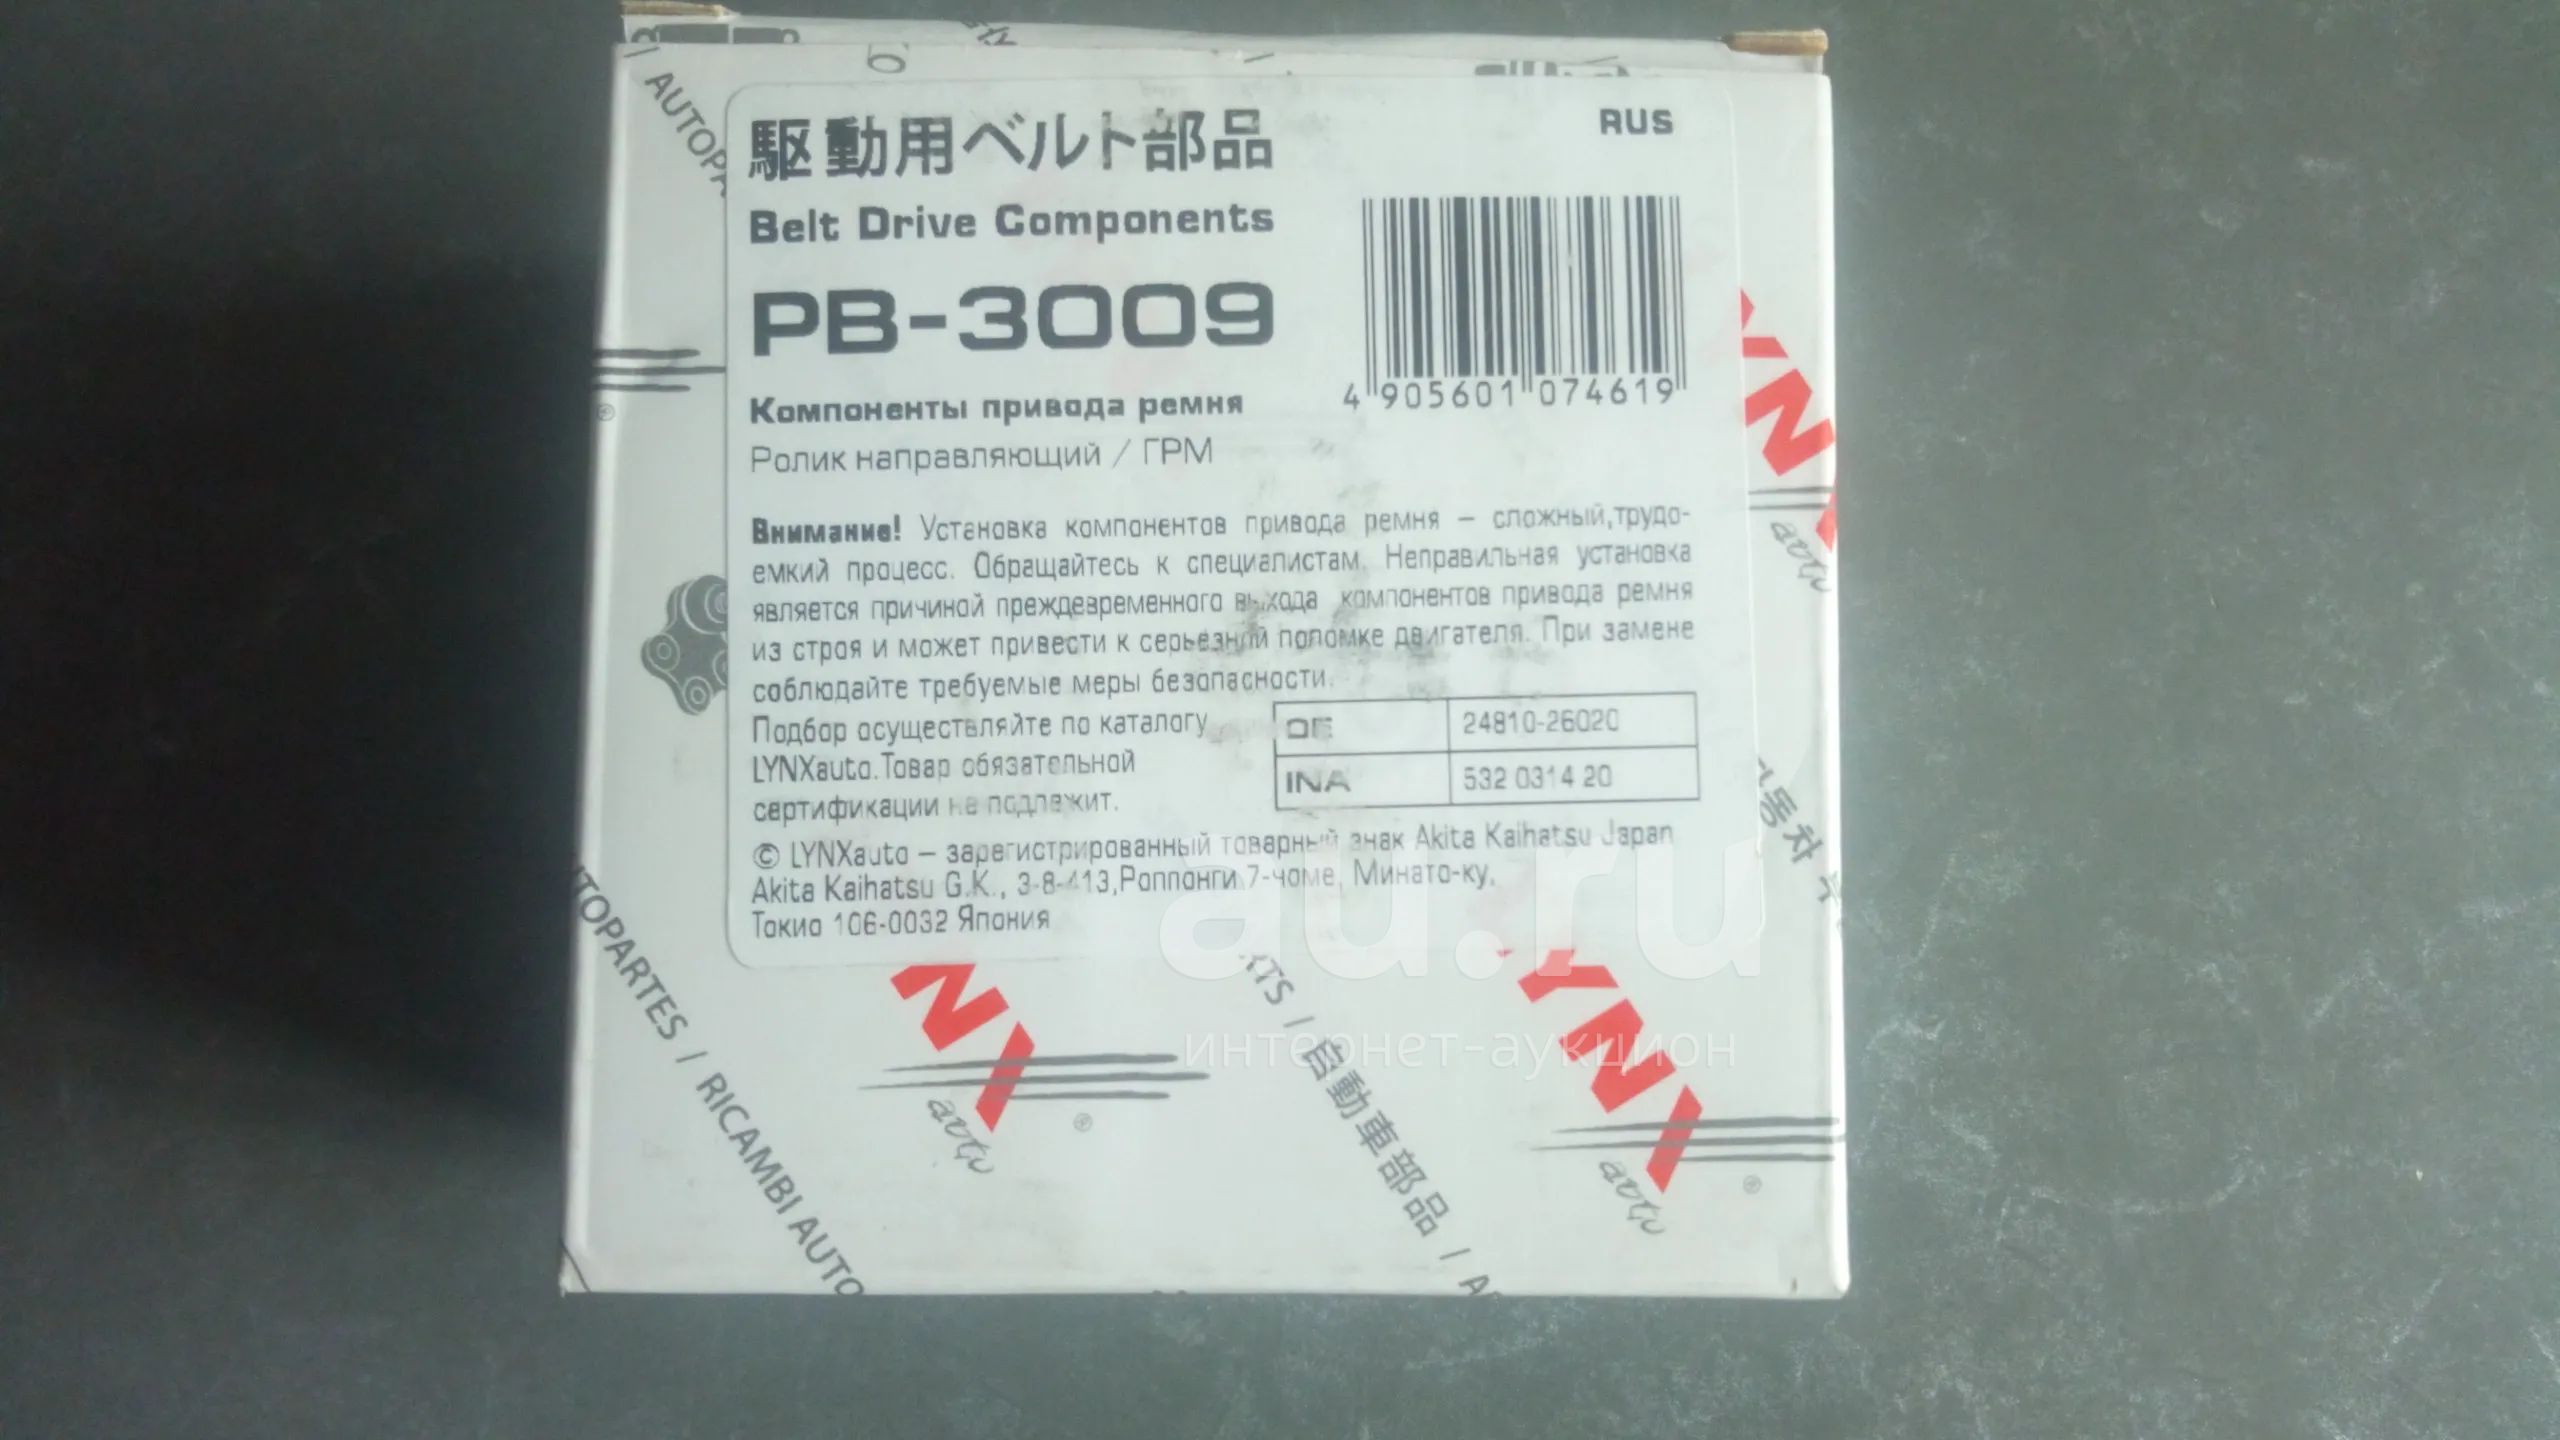 駆動用ベルト部品
RUS
Belt Drive Components
PB-3009
4 905601 074619
Компоненты привода ремня
Ролик направляющий / ГРМ
Внимание! Установка компонентов привода ремня – сложный,трудо-
емкий процесс. Обращайтесь к специалистам. Неправильная установка
является причиной преждевременного выхода компонентов привода ремня
из строя и может привести к серьезной поломке двигателя. При замене
соблюдайте требуемые меры безопасности.
Подбор осуществляйте по каталогу
LYNXauto.Товар обязательной
сертификации не подлежит.
OE 24810-26020
INA 532 0314 20
© LYNXauto – зарегистрированный товарный знак Akita Kaihatsu Japan
Akita Kaihatsu G.K., 3-8-413,Роппонги 7-чоме, Минато-ку,
Токио 106-0032 Япония
au.ru
интернет-аукцион
RICAMBI AUTO
自動車部品
auto
auto
auto